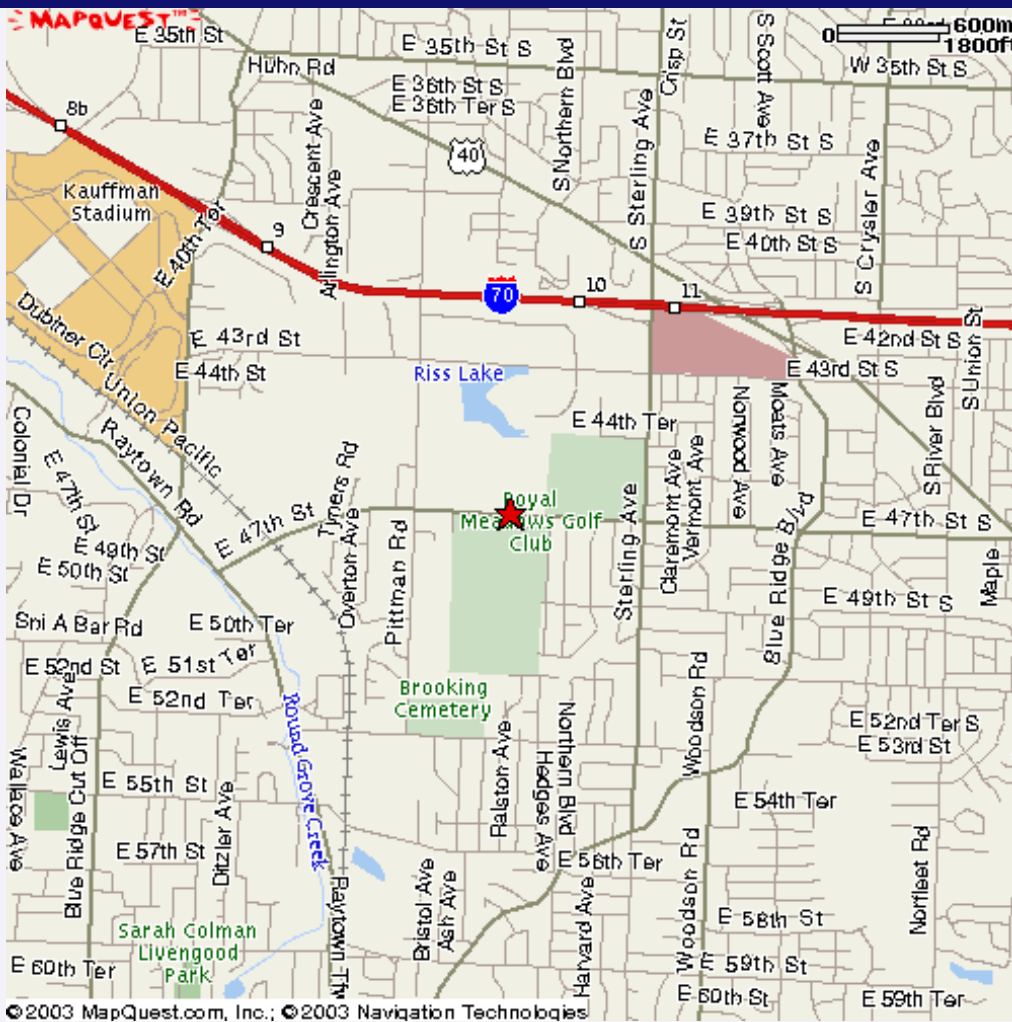 MAPQUEST™
E 35th St
E 35th St S
600m
0
1800ft
W 35th St S
Huhn Rd
E 36th St S
E 36th Ter S
Crisp St
S Scott Ave
8b
40
S Northern Blvd
S Sterling Ave
E 37th St S
Crescent Ave
Arlington Ave
Kauffman
Stadium
E 40th Ter
9
E 39th St S
E 40th St S
S Crysler Ave
70
10
11
Dubiner Cir
E 43rd St
E 42nd St S
S Union St
E 44th St
Riss Lake
E 43rd St S
Union Pacific
E 44th Ter
Norwood Ave
Moats Ave
S River Blvd
Colonial Dr
Raytown Rd
E 47th St
Tymers Rd
Claremont Ave
Vermont Ave
E 47th St
Royal
Meadows Golf
Club
E 47th St S
E 49th St
E 50th St
Overton Ave
Pittman Rd
Sterling Ave
Blue Ridge Blvd
Maple
E 49th St S
Sni A Bar Rd
E 50th Ter
E 52nd St
E 51st Ter
E 52nd Ter
Brooking
Cemetery
Woodson Rd
E 52nd Ter S
E 53rd St
Lewis Ave
Wallace Ave
Blue Ridge Cut Off
Round Grove Creek
Ralston Ave
Hedges Ave
Northern Blvd
E 55th St
E 54th Ter
Ditzler Ave
E 57th St
E 56th Ter
Woodson Rd
Norfleet Rd
Bristol Ave
Ash Ave
Harvard Ave
E 58th St
Sarah Colman
Livengood
Park
E 60th Ter
E 59th St
E 60th St
E 59th Ter
©2003 MapQuest.com, Inc.; ©2003 Navigation Technologies